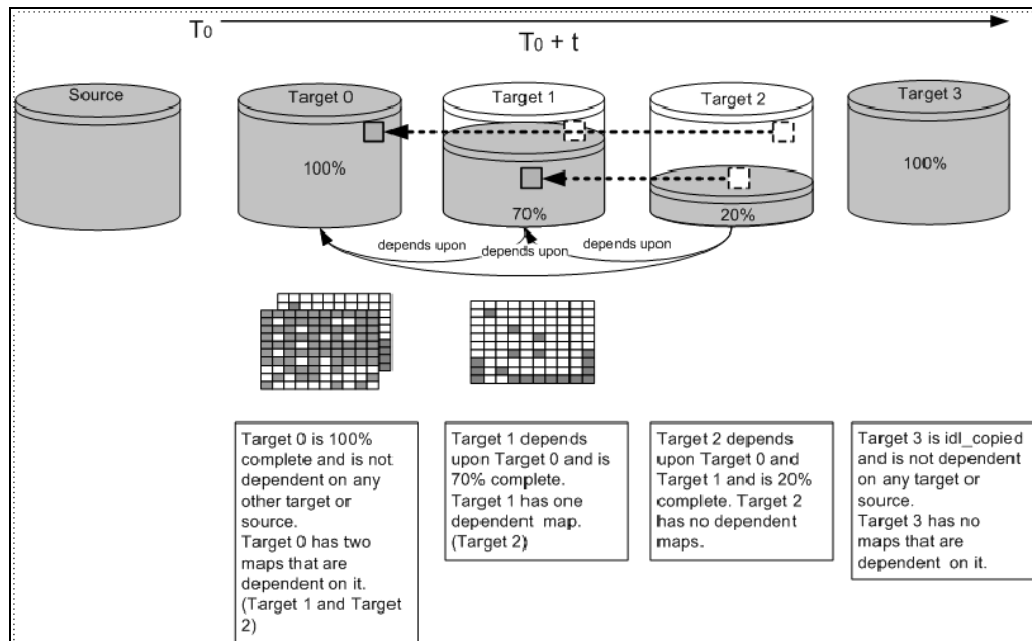 T0
T0 + t
Source
Target 0
Target 1
Target 2
Target 3
100%
70%
20%
100%
depends upon
depends upon
depends upon
Target 0 is 100%
complete and is not
dependent on any
other target or
source.
Target 0 has two
maps that are
dependent on it.
(Target 1 and Target
2)
Target 1 depends
upon Target 0 and is
70% complete.
Target 1 has one
dependent map.
(Target 2)
Target 2 depends
upon Target 0 and
Target 1 and is 20%
complete. Target 2
has no dependent
maps.
Target 3 is idl_copied
and is not dependent
on any target or
source.
Target 3 has no
maps that are
dependent on it.